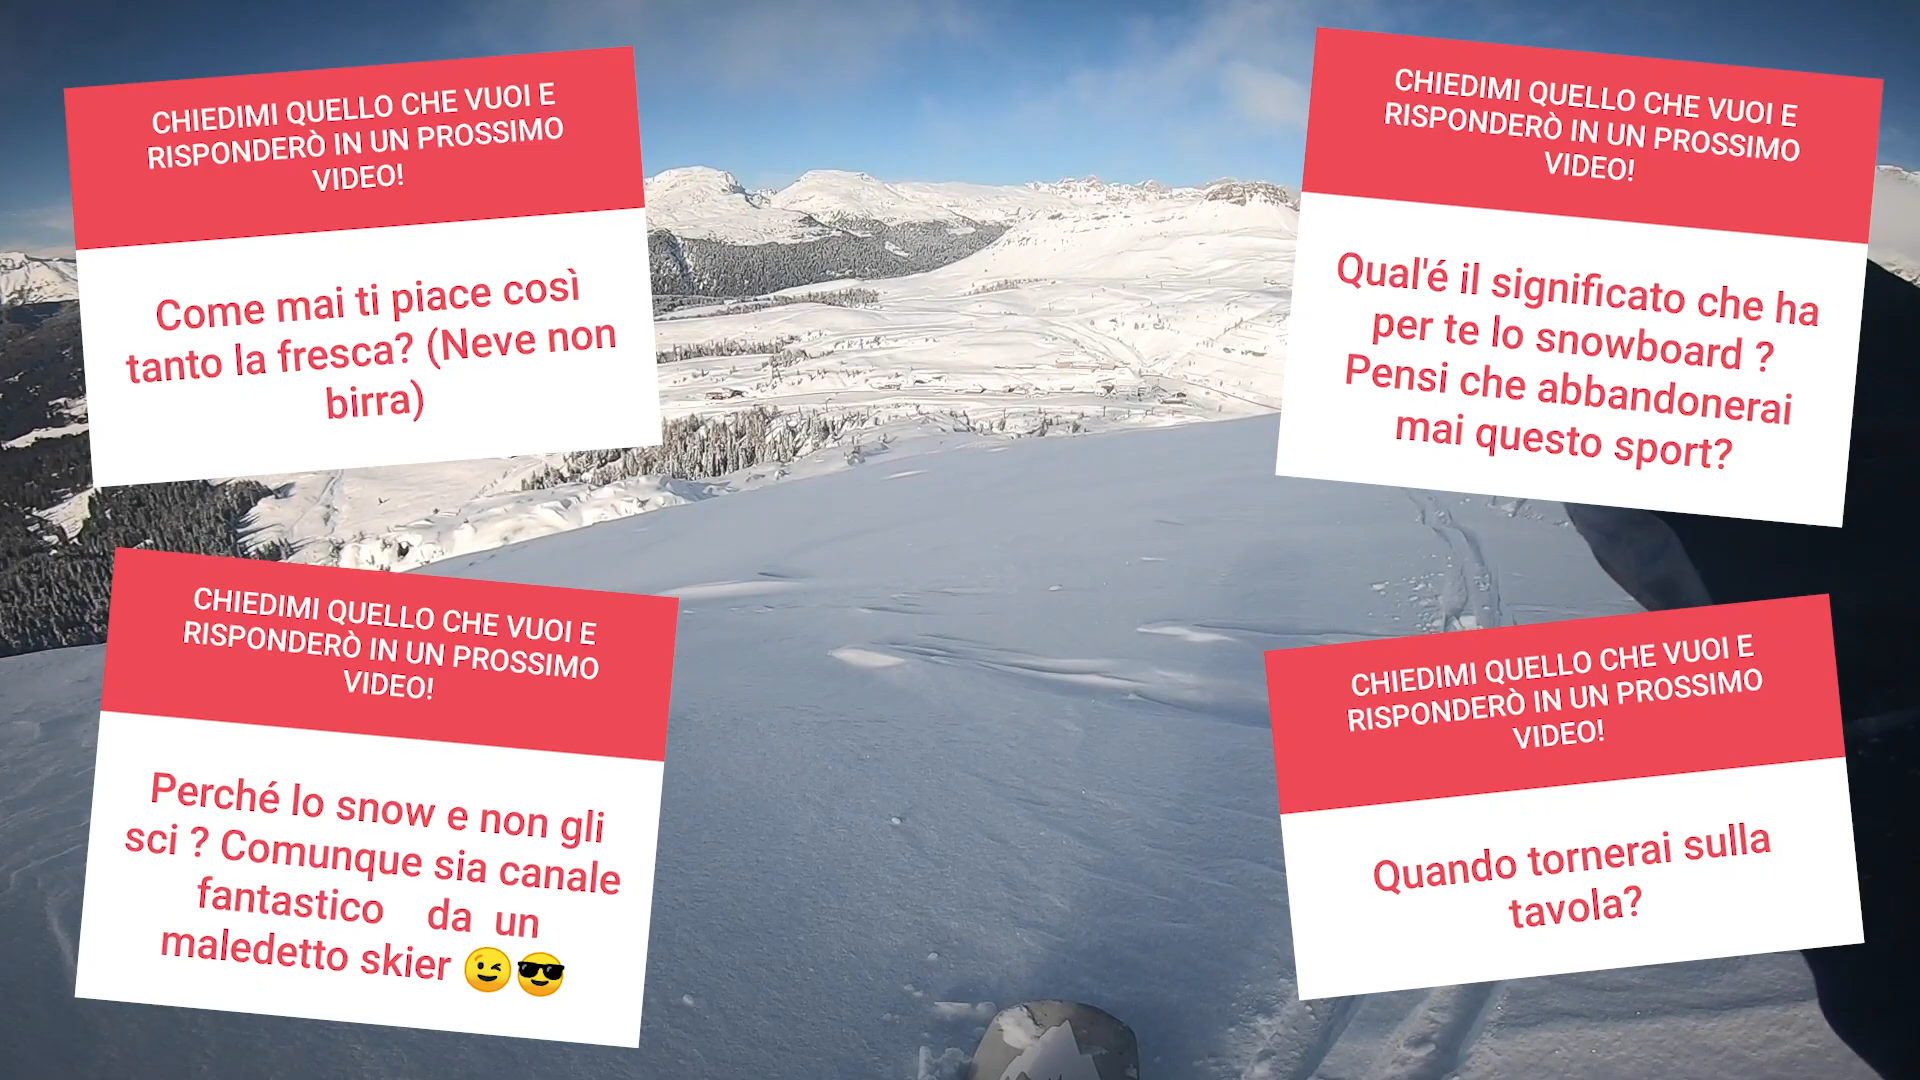 CHIEDIMI QUELLO CHE VUOI E
RISPONDERÒ IN UN PROSSIMO
VIDEO!
Come mai ti piace così
tanto la fresca? (Neve non
birra)
CHIEDIMI QUELLO CHE VUOI E
RISPONDERÒ IN UN PROSSIMO
VIDEO!
Qual'é il significato che ha
per te lo snowboard ?
Pensi che abbandonerai
mai questo sport?
CHIEDIMI QUELLO CHE VUOI E
RISPONDERÒ IN UN PROSSIMO
VIDEO!
Perché lo snow e non gli
sci ? Comunque sia canale
fantastico da un
maledetto skier 😉😎
CHIEDIMI QUELLO CHE VUOI E
RISPONDERÒ IN UN PROSSIMO
VIDEO!
Quando tornerai sulla
tavola?